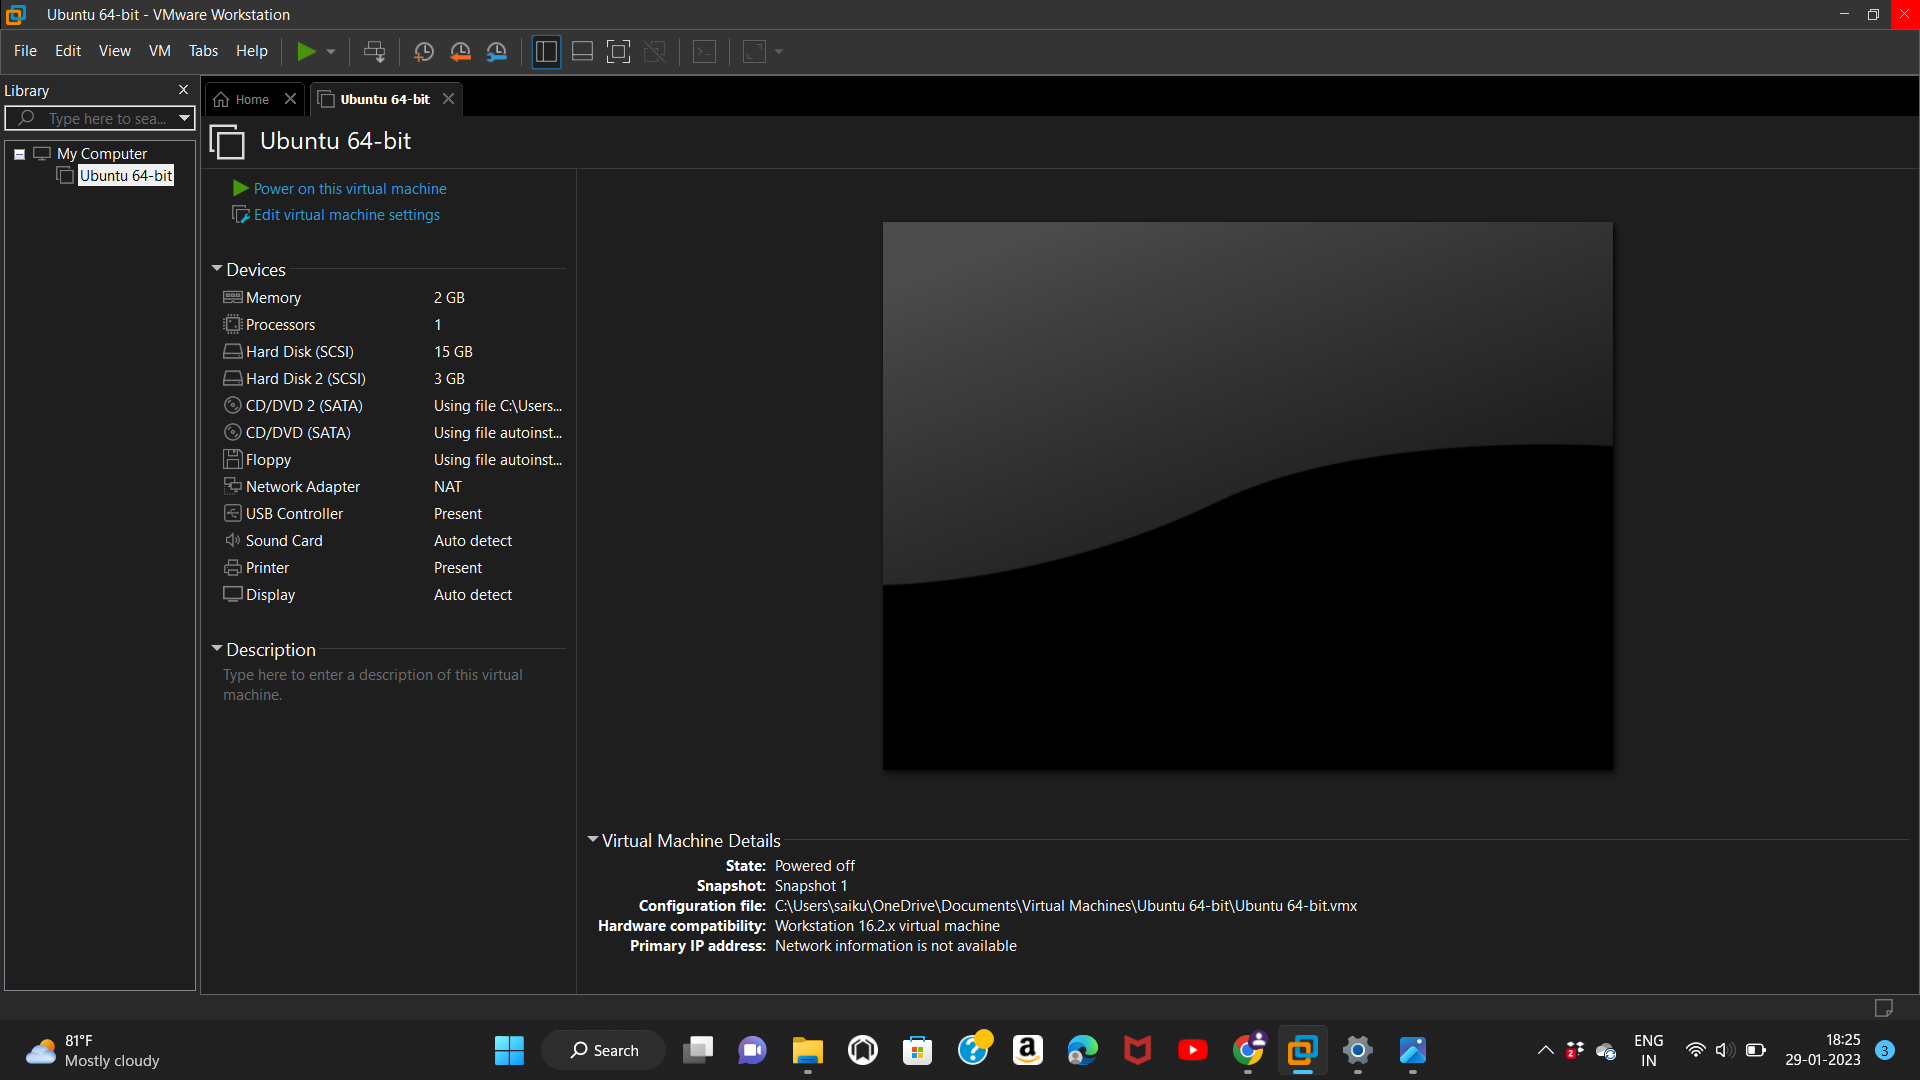 Ubuntu 64-bit - VMware Workstation
File Edit View VM Tabs Help
Library
Home
Ubuntu 64-bit
Type here to sea...
Ubuntu 64-bit
My Computer
Ubuntu 64-bit
Power on this virtual machine
Edit virtual machine settings
Devices
Memory 2 GB
Processors 1
Hard Disk (SCSI) 15 GB
Hard Disk 2 (SCSI) 3 GB
CD/DVD 2 (SATA) Using file C:\Users...
CD/DVD (SATA) Using file autoinst...
Floppy Using file autoinst...
Network Adapter NAT
USB Controller Present
Sound Card Auto detect
Printer Present
Display Auto detect
Description
Type here to enter a description of this virtual
machine.
Virtual Machine Details
State: Powered off
Snapshot: Snapshot 1
Configuration file: C:\Users\saiku\OneDrive\Documents\Virtual Machines\Ubuntu 64-bit\Ubuntu 64-bit.vmx
Hardware compatibility: Workstation 16.2.x virtual machine
Primary IP address: Network information is not available
81°F
Mostly cloudy
Search
ENG
IN
18:25
29-01-2023
3